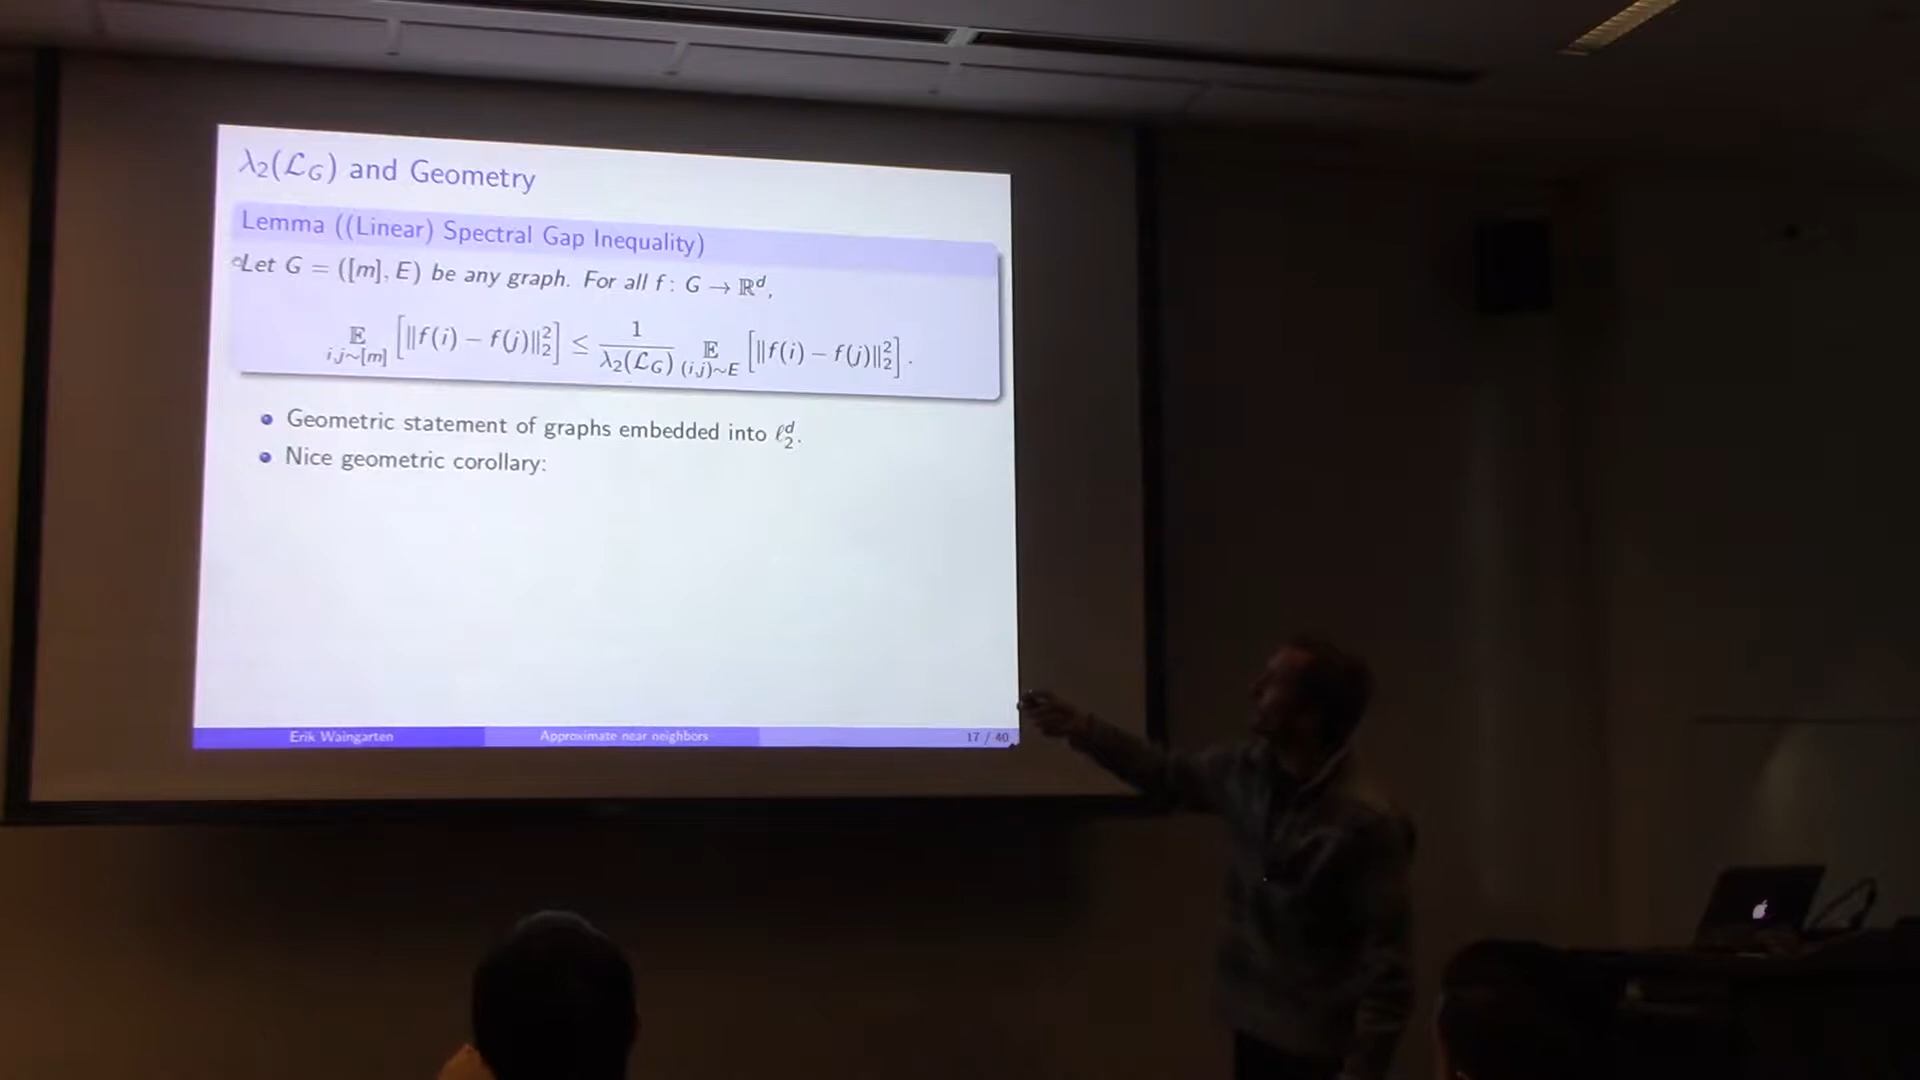 λ₂(ℒ_G) and Geometry
Lemma ((Linear) Spectral Gap Inequality)
Let G = ([m], E) be any graph. For all f : G → ℝᵈ,
𝔼_{i,j∼[m]} [‖f(i) − f(j)‖₂²] ≤ 1/λ₂(ℒ_G) 𝔼_{(i,j)∼E} [‖f(i) − f(j)‖₂²].
Geometric statement of graphs embedded into ℓ₂ᵈ.
Nice geometric corollary:
Erik Waingarten Approximate near neighbors 17 / 40